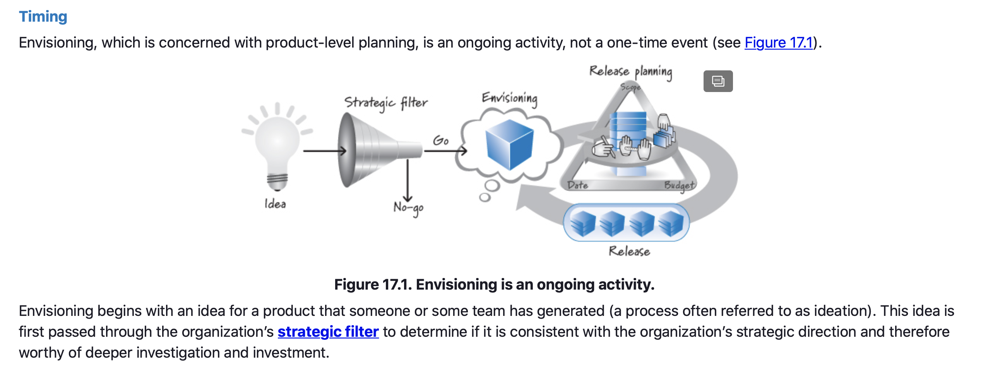 Timing
Envisioning, which is concerned with product-level planning, is an ongoing activity, not a one-time event (see Figure 17.1).
Release planning
Scope
Strategic filter
Envisioning
Go
Date
Budget
Idea
No-go
Release
Figure 17.1. Envisioning is an ongoing activity.
Envisioning begins with an idea for a product that someone or some team has generated (a process often referred to as ideation). This idea is
first passed through the organization’s strategic filter to determine if it is consistent with the organization’s strategic direction and therefore
worthy of deeper investigation and investment.